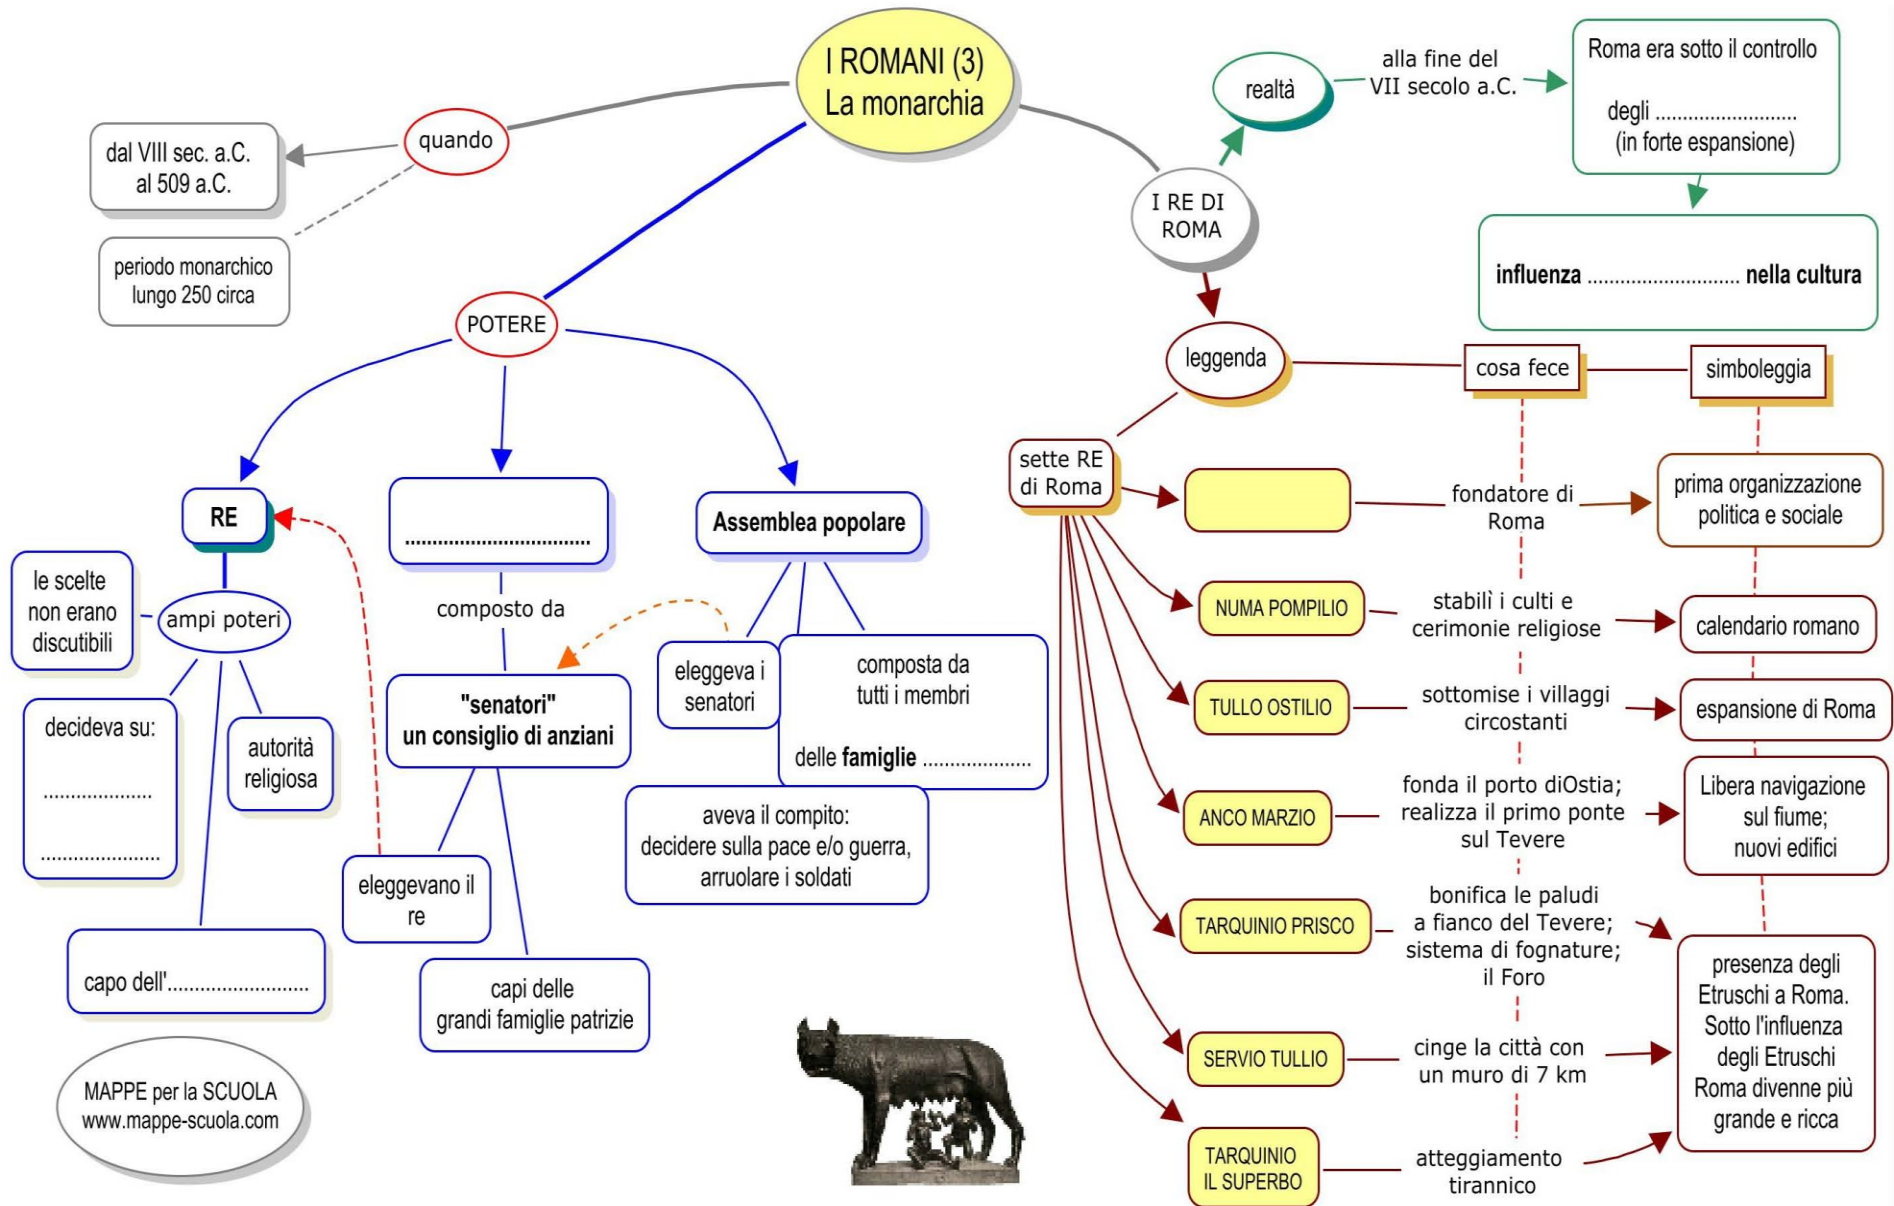 I ROMANI (3)
La monarchia
quando
dal VIII sec. a.C.
al 509 a.C.
periodo monarchico
lungo 250 circa
POTERE
RE
ampi poteri
le scelte
non erano
discutibili
decideva su:
.....................
.......................
autorità
religiosa
capo dell'...........................
...................................
composto da
"senatori"
un consiglio di anziani
eleggevano il
re
capi delle
grandi famiglie patrizie
Assemblea popolare
eleggeva i
senatori
composta da
tutti i membri
delle famiglie .....................
aveva il compito:
decidere sulla pace e/o guerra,
arruolare i soldati
I RE DI
ROMA
realtà
alla fine del
VII secolo a.C.
Roma era sotto il controllo
degli ...........................
(in forte espansione)
influenza ............................. nella cultura
leggenda
cosa fece
simboleggia
sette RE
di Roma
fondatore di
Roma
prima organizzazione
politica e sociale
NUMA POMPILIO
stabilì i culti e
cerimonie religiose
calendario romano
TULLO OSTILIO
sottomise i villaggi
circostanti
espansione di Roma
ANCO MARZIO
fonda il porto diOstia;
realizza il primo ponte
sul Tevere
Libera navigazione
sul fiume;
nuovi edifici
TARQUINIO PRISCO
bonifica le paludi
a fianco del Tevere;
sistema di fognature;
il Foro
SERVIO TULLIO
cinge la città con
un muro di 7 km
TARQUINIO
IL SUPERBO
atteggiamento
tirannico
presenza degli
Etruschi a Roma.
Sotto l'influenza
degli Etruschi
Roma divenne più
grande e ricca
MAPPE per la SCUOLA
www.mappe-scuola.com